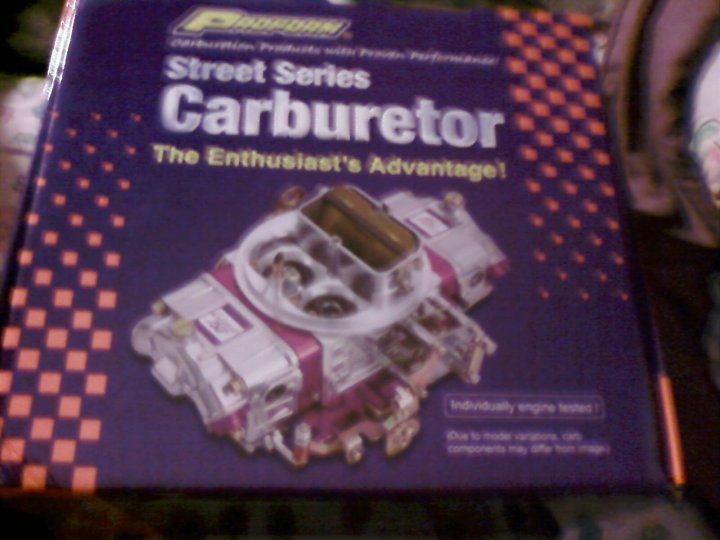 PROFORM
Carburetion Products with Proven Performance!
Street Series
Carburetor
The Enthusiast's Advantage!
Individually engine tested!
(Due to model variations, carb
components may differ from image)